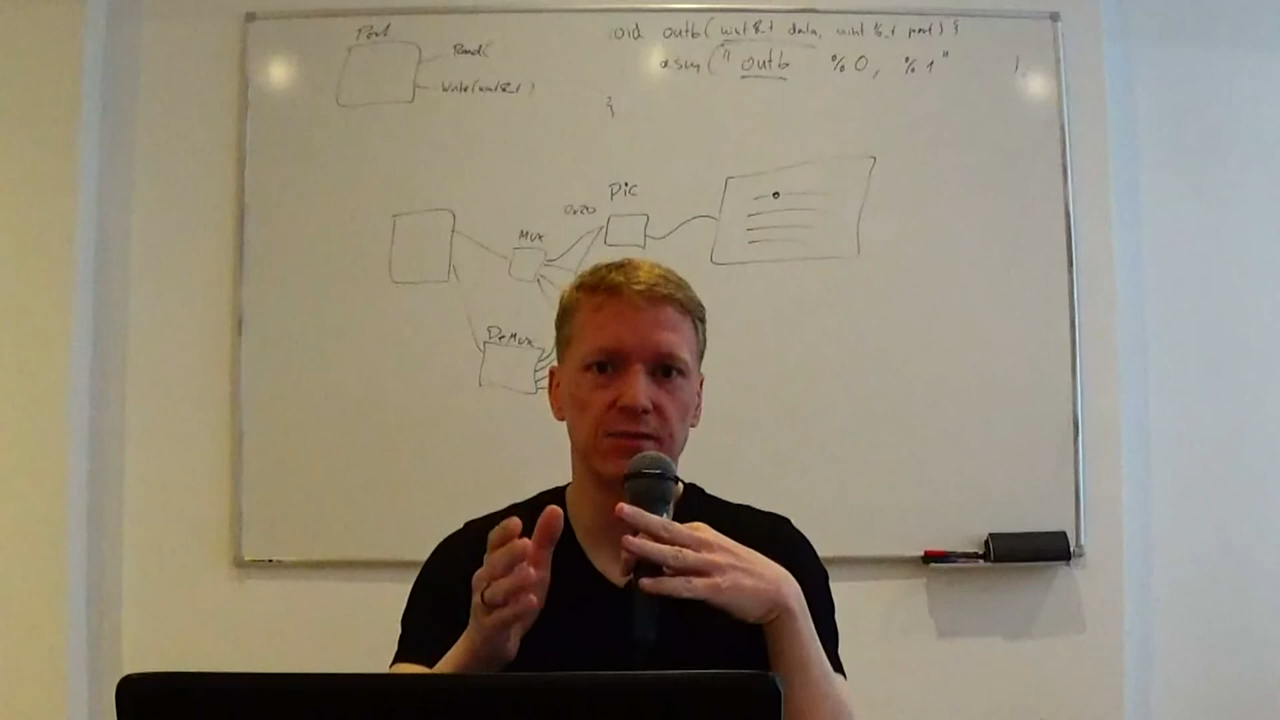 Port
Read(
Write(uint8_t)
oid outb(uint8_t data, uint16_t port) {
asm("outb %0, %1" );
}
Pic
0x20
Mux
DeMux